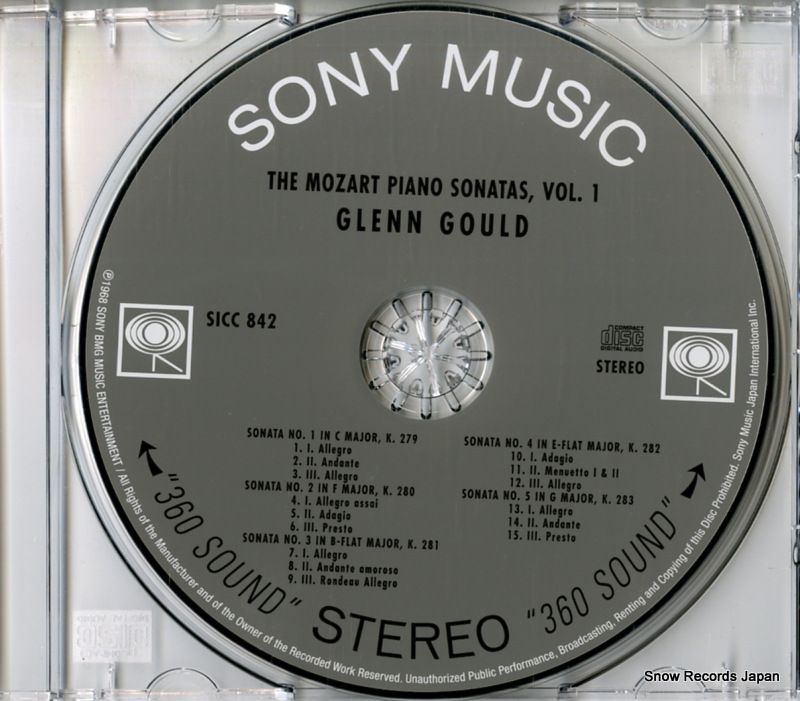 SONY MUSIC
THE MOZART PIANO SONATAS, VOL. 1
GLENN GOULD
SICC 842
COMPACT
disc
DIGITAL AUDIO
STEREO
SONATA NO. 1 IN C MAJOR, K. 279
1. I. Allegro
2. II. Andante
3. III. Allegro
SONATA NO. 2 IN F MAJOR, K. 280
4. I. Allegro assai
5. II. Adagio
6. III. Presto
SONATA NO. 3 IN B-FLAT MAJOR, K. 281
7. I. Allegro
8. II. Andante amoroso
9. III. Rondeau Allegro
SONATA NO. 4 IN E-FLAT MAJOR, K. 282
10. I. Adagio
11. II. Menuetto I & II
12. III. Allegro
SONATA NO. 5 IN G MAJOR, K. 283
13. I. Allegro
14. II. Andante
15. III. Presto
"360 SOUND" STEREO "360 SOUND"
℗1968 SONY BMG MUSIC ENTERTAINMENT / All Rights of the Manufacturer and of the Owner of the Recorded Work Reserved. Unauthorized Public Performance, Broadcasting, Renting and Copying of this Disc Prohibited. Sony Music Japan International Inc.
Snow Records Japan